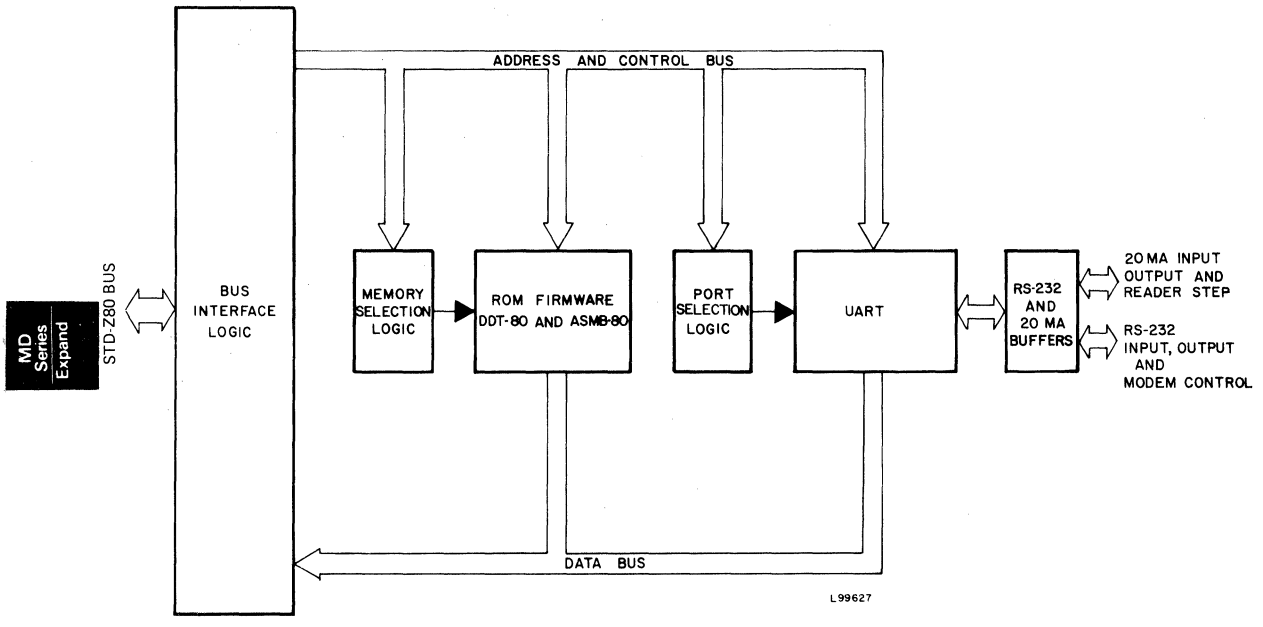 ADDRESS AND CONTROL BUS
MD
Series
Expand
STD-Z80 BUS
BUS
INTERFACE
LOGIC
MEMORY
SELECTION
LOGIC
ROM FIRMWARE
DDT-80 AND ASMB-80
PORT
SELECTION
LOGIC
UART
RS-232
AND
20 MA
BUFFERS
20 MA INPUT
OUTPUT AND
READER STEP
RS-232
INPUT, OUTPUT
AND
MODEM CONTROL
DATA BUS
L99627